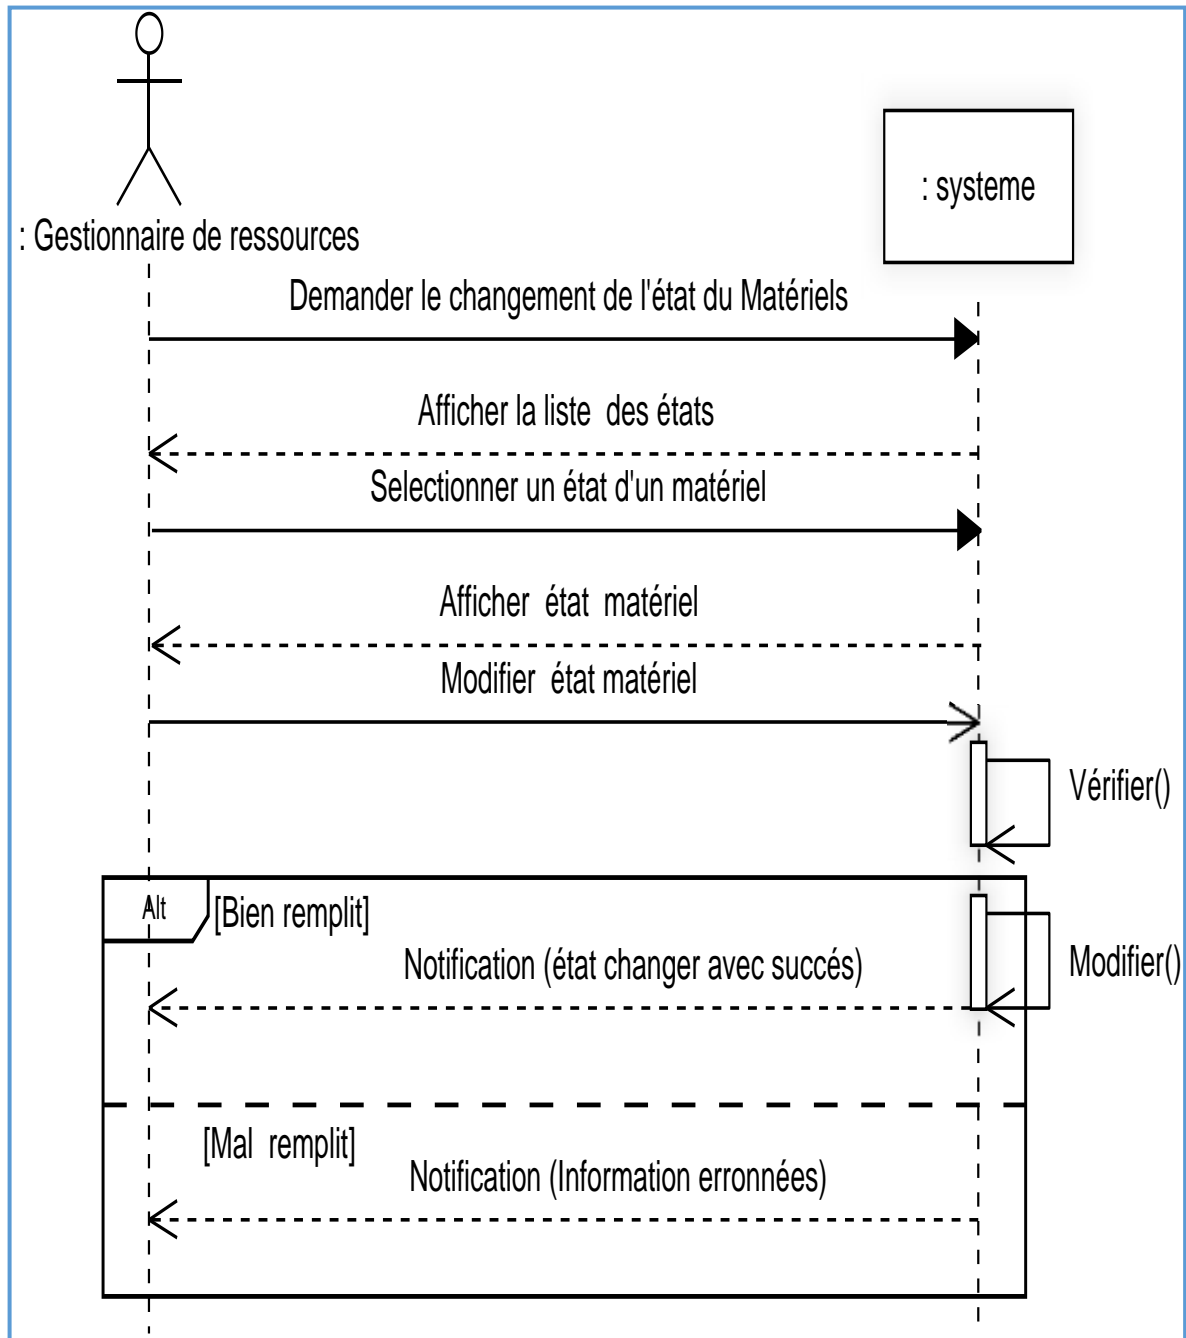 : systeme
: Gestionnaire de ressources
Demander le changement de l'état du Matériels
Afficher la liste des états
Selectionner un état d'un matériel
Afficher état matériel
Modifier état matériel
Vérifier()
Alt
[Bien remplit]
Notification (état changer avec succés)
Modifier()
[Mal remplit]
Notification (Information erronnées)